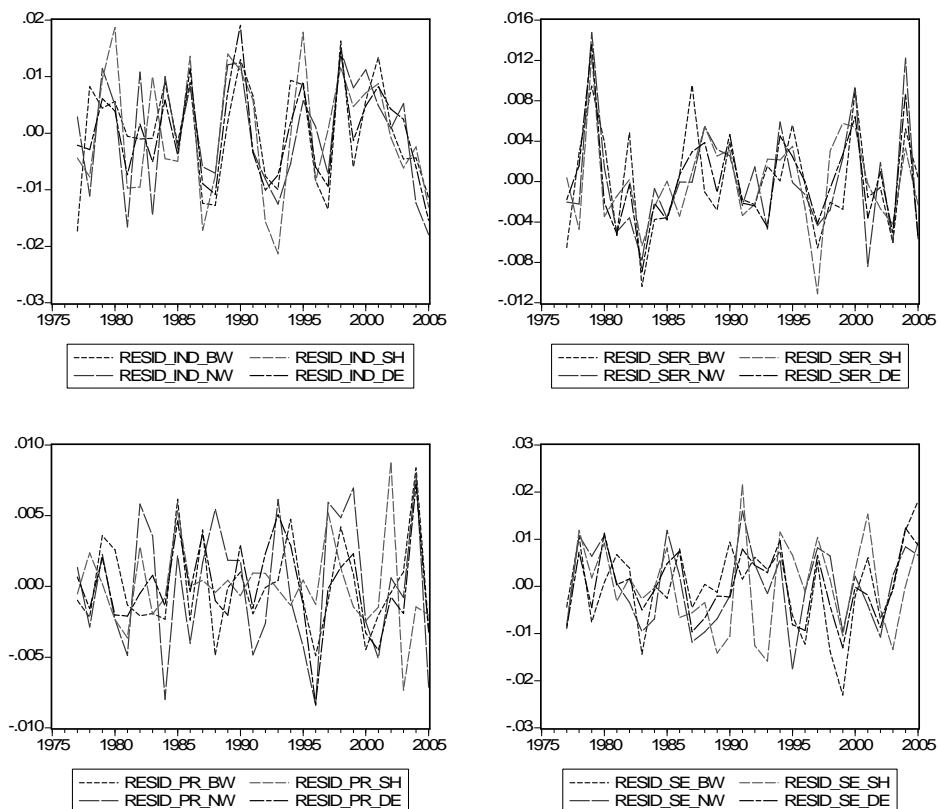 .02
.01
.00
-.01
-.02
-.03
1975 1980 1985 1990 1995 2000 2005
RESID_IND_BW RESID_IND_SH
RESID_IND_NW RESID_IND_DE
.016
.012
.008
.004
.000
-.004
-.008
-.012
1975 1980 1985 1990 1995 2000 2005
RESID_SER_BW RESID_SER_SH
RESID_SER_NW RESID_SER_DE
.010
.005
.000
-.005
-.010
1975 1980 1985 1990 1995 2000 2005
RESID_PR_BW RESID_PR_SH
RESID_PR_NW RESID_PR_DE
.03
.02
.01
.00
-.01
-.02
-.03
1975 1980 1985 1990 1995 2000 2005
RESID_SE_BW RESID_SE_SH
RESID_SE_NW RESID_SE_DE